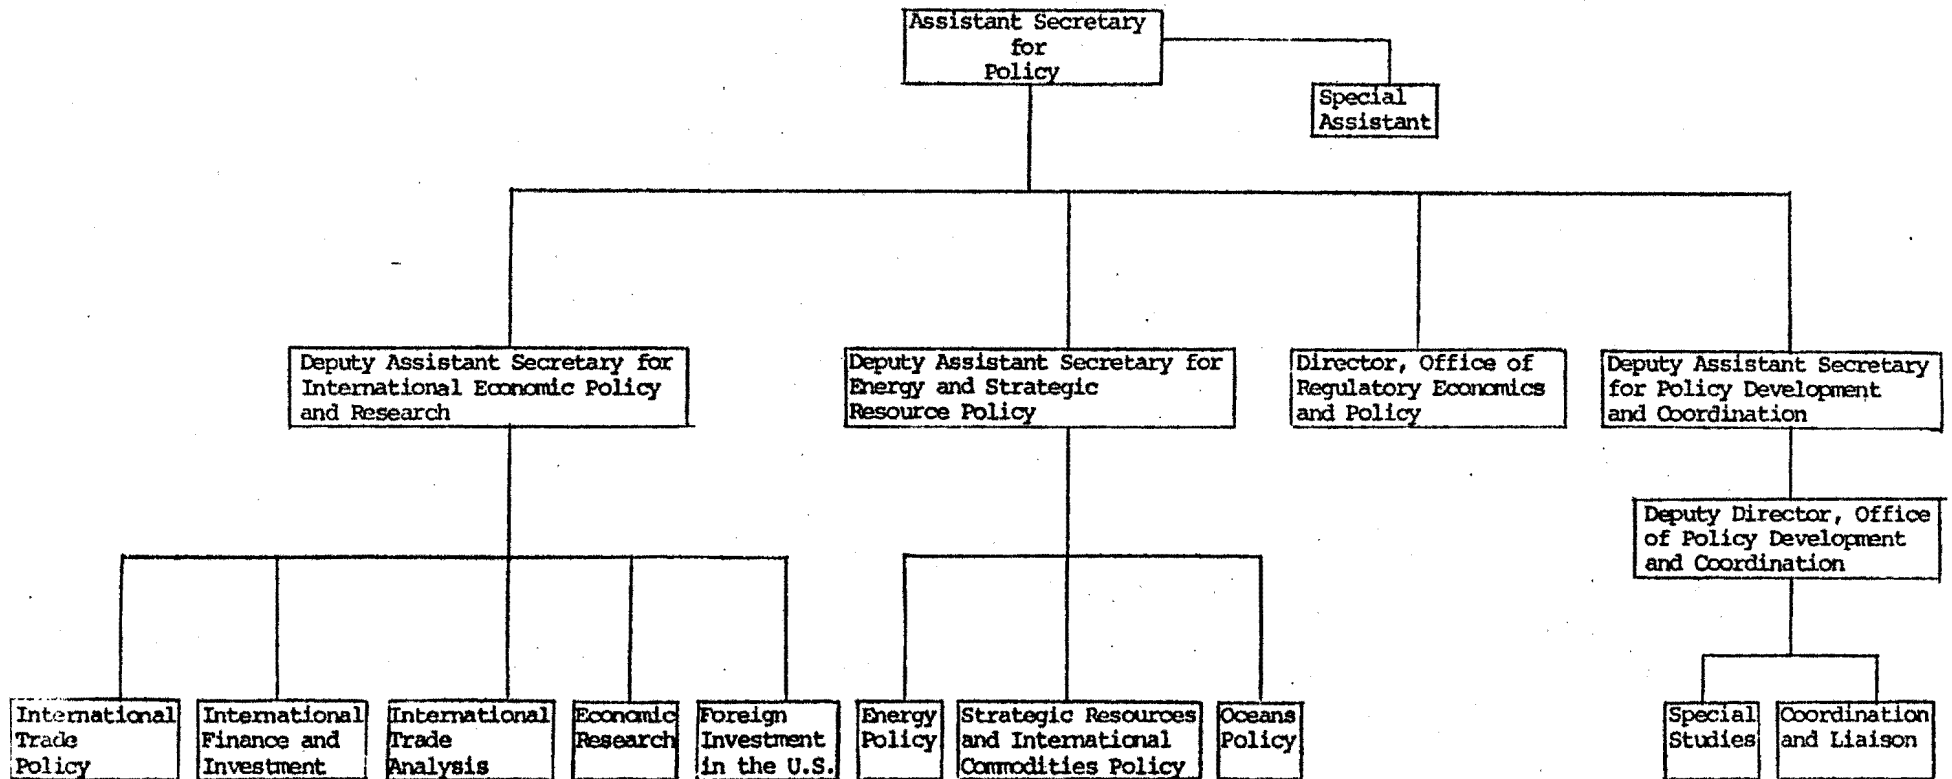 Assistant Secretary
for
Policy
Special
Assistant
Deputy Assistant Secretary for
International Economic Policy
and Research
Deputy Assistant Secretary for
Energy and Strategic
Resource Policy
Director, Office of
Regulatory Economics
and Policy
Deputy Assistant Secretary
for Policy Development
and Coordination
Deputy Director, Office
of Policy Development
and Coordination
International
Trade
Policy
International
Finance and
Investment
International
Trade
Analysis
Economic
Research
Foreign
Investment
in the U.S.
Energy
Policy
Strategic Resources
and International
Commodities Policy
Oceans
Policy
Special
Studies
Coordination
and Liaison